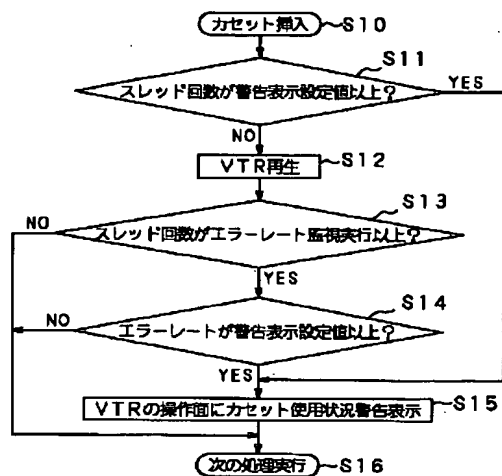 カセット挿入 S10
S11
スレッド回数が警告表示設定値以上? YES
NO
VTR再生 S12
S13
NO スレッド回数がエラーレート監視実行以上?
YES
S14
NO エラーレートが警告表示設定値以上?
YES
S15
VTRの操作面にカセット使用状況警告表示
次の処理実行 S16